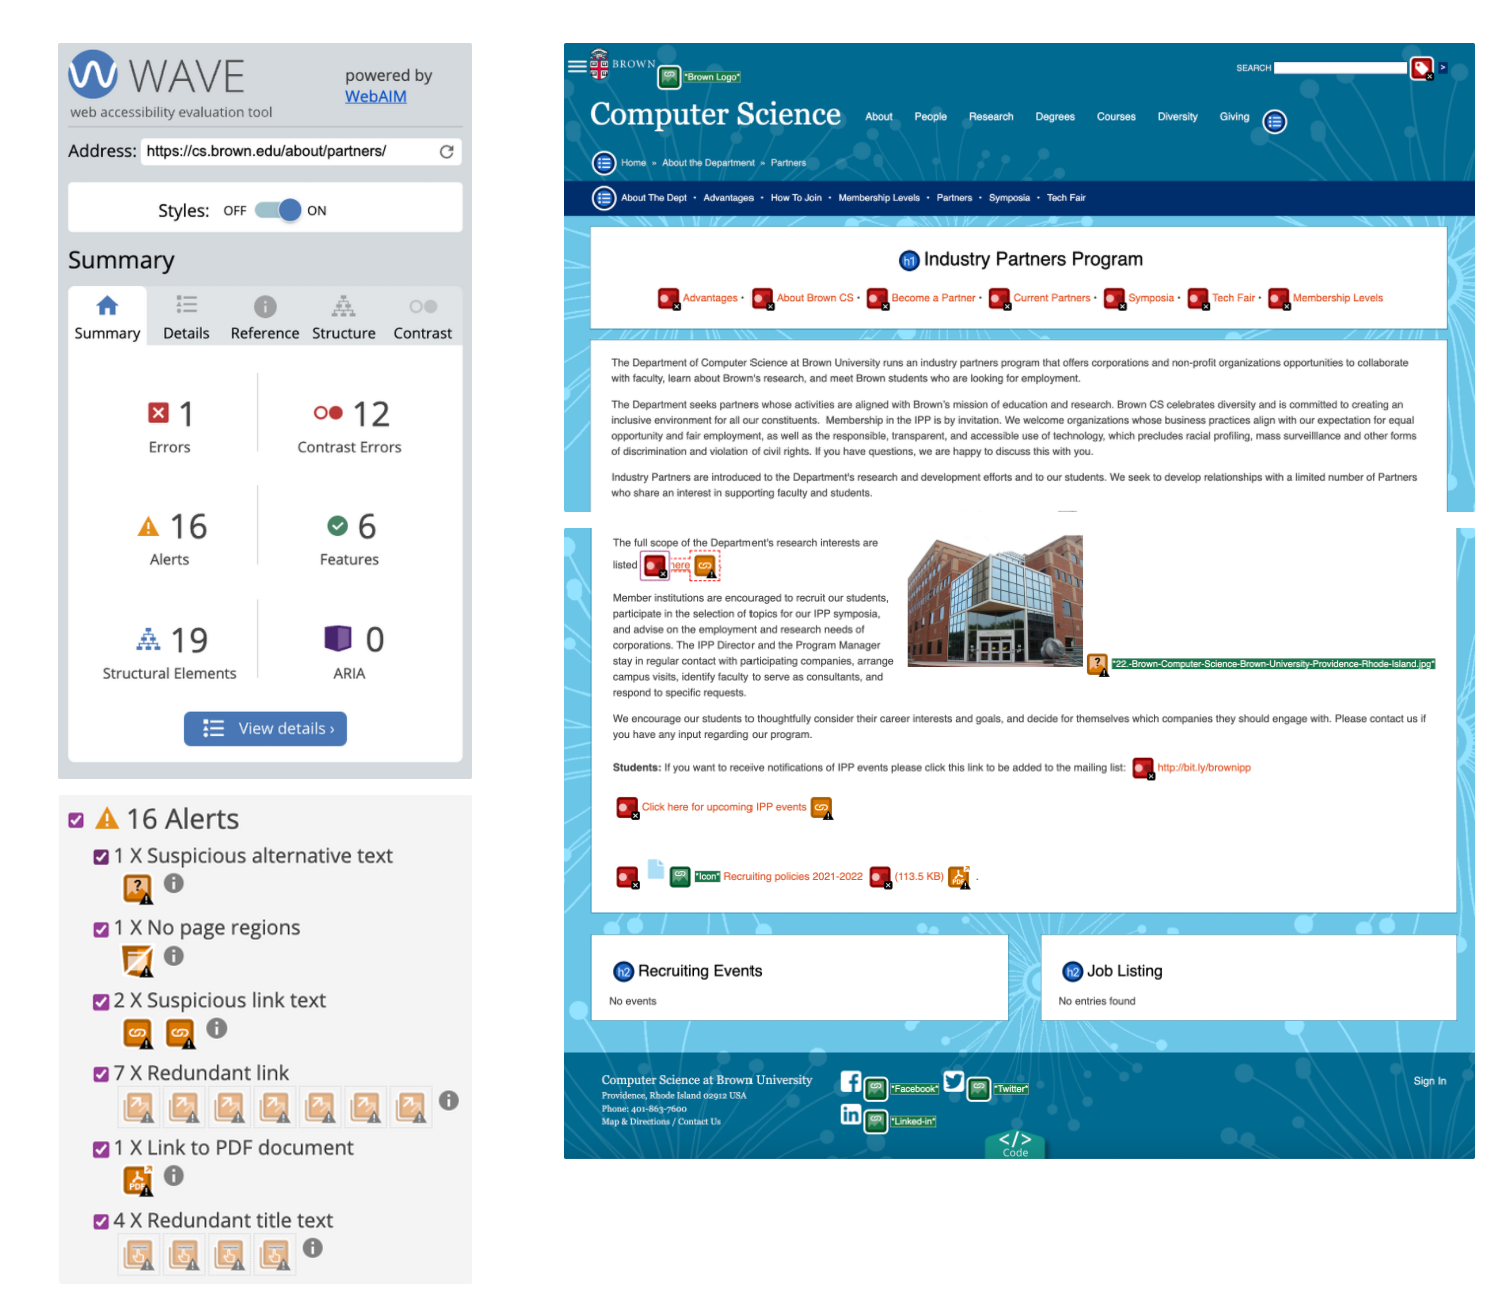 WAVE
powered by
WebAIM
web accessibility evaluation tool
Address: https://cs.brown.edu/about/partners/
Styles: OFF ON
Summary
Summary Details Reference Structure Contrast
1
Errors
12
Contrast Errors
16
Alerts
6
Features
19
Structural Elements
0
ARIA
View details ›
16 Alerts
1 X Suspicious alternative text
1 X No page regions
2 X Suspicious link text
7 X Redundant link
1 X Link to PDF document
PDF
4 X Redundant title text
BROWN
*Brown Logo*
SEARCH >
Computer Science
About People Research Degrees Courses Diversity Giving
Home » About the Department » Partners
About The Dept • Advantages • How To Join • Membership Levels • Partners • Symposia • Tech Fair
h1 Industry Partners Program
Advantages • About Brown CS • Become a Partner • Current Partners • Symposia • Tech Fair • Membership Levels
The Department of Computer Science at Brown University runs an industry partners program that offers corporations and non-profit organizations opportunities to collaborate
with faculty, learn about Brown's research, and meet Brown students who are looking for employment.
The Department seeks partners whose activities are aligned with Brown's mission of education and research. Brown CS celebrates diversity and is committed to creating an
inclusive environment for all our constituents. Membership in the IPP is by invitation. We welcome organizations whose business practices align with our expectation for equal
opportunity and fair employment, as well as the responsible, transparent, and accessible use of technology, which precludes racial profiling, mass surveilllance and other forms
of discrimination and violation of civil rights. If you have questions, we are happy to discuss this with you.
Industry Partners are introduced to the Department's research and development efforts and to our students. We seek to develop relationships with a limited number of Partners
who share an interest in supporting faculty and students.
The full scope of the Department's research interests are
listed here
Member institutions are encouraged to recruit our students,
participate in the selection of topics for our IPP symposia,
and advise on the employment and research needs of
corporations. The IPP Director and the Program Manager
stay in regular contact with participating companies, arrange
campus visits, identify faculty to serve as consultants, and
respond to specific requests.
*22.-Brown-Computer-Science-Brown-University-Providence-Rhode-Island.jpg*
We encourage our students to thoughtfully consider their career interests and goals, and decide for themselves which companies they should engage with. Please contact us if
you have any input regarding our program.
Students: If you want to receive notifications of IPP events please click this link to be added to the mailing list: http://bit.ly/brownipp
Click here for upcoming IPP events
*Icon* Recruiting policies 2021-2022 (113.5 KB) PDF .
h2 Recruiting Events
No events
h2 Job Listing
No entries found
Computer Science at Brown University
Providence, Rhode Island 02912 USA
Phone: 401-863-7600
Map & Directions / Contact Us
*Facebook* *Twitter*
*Linked-in*
Sign In
</>
Code